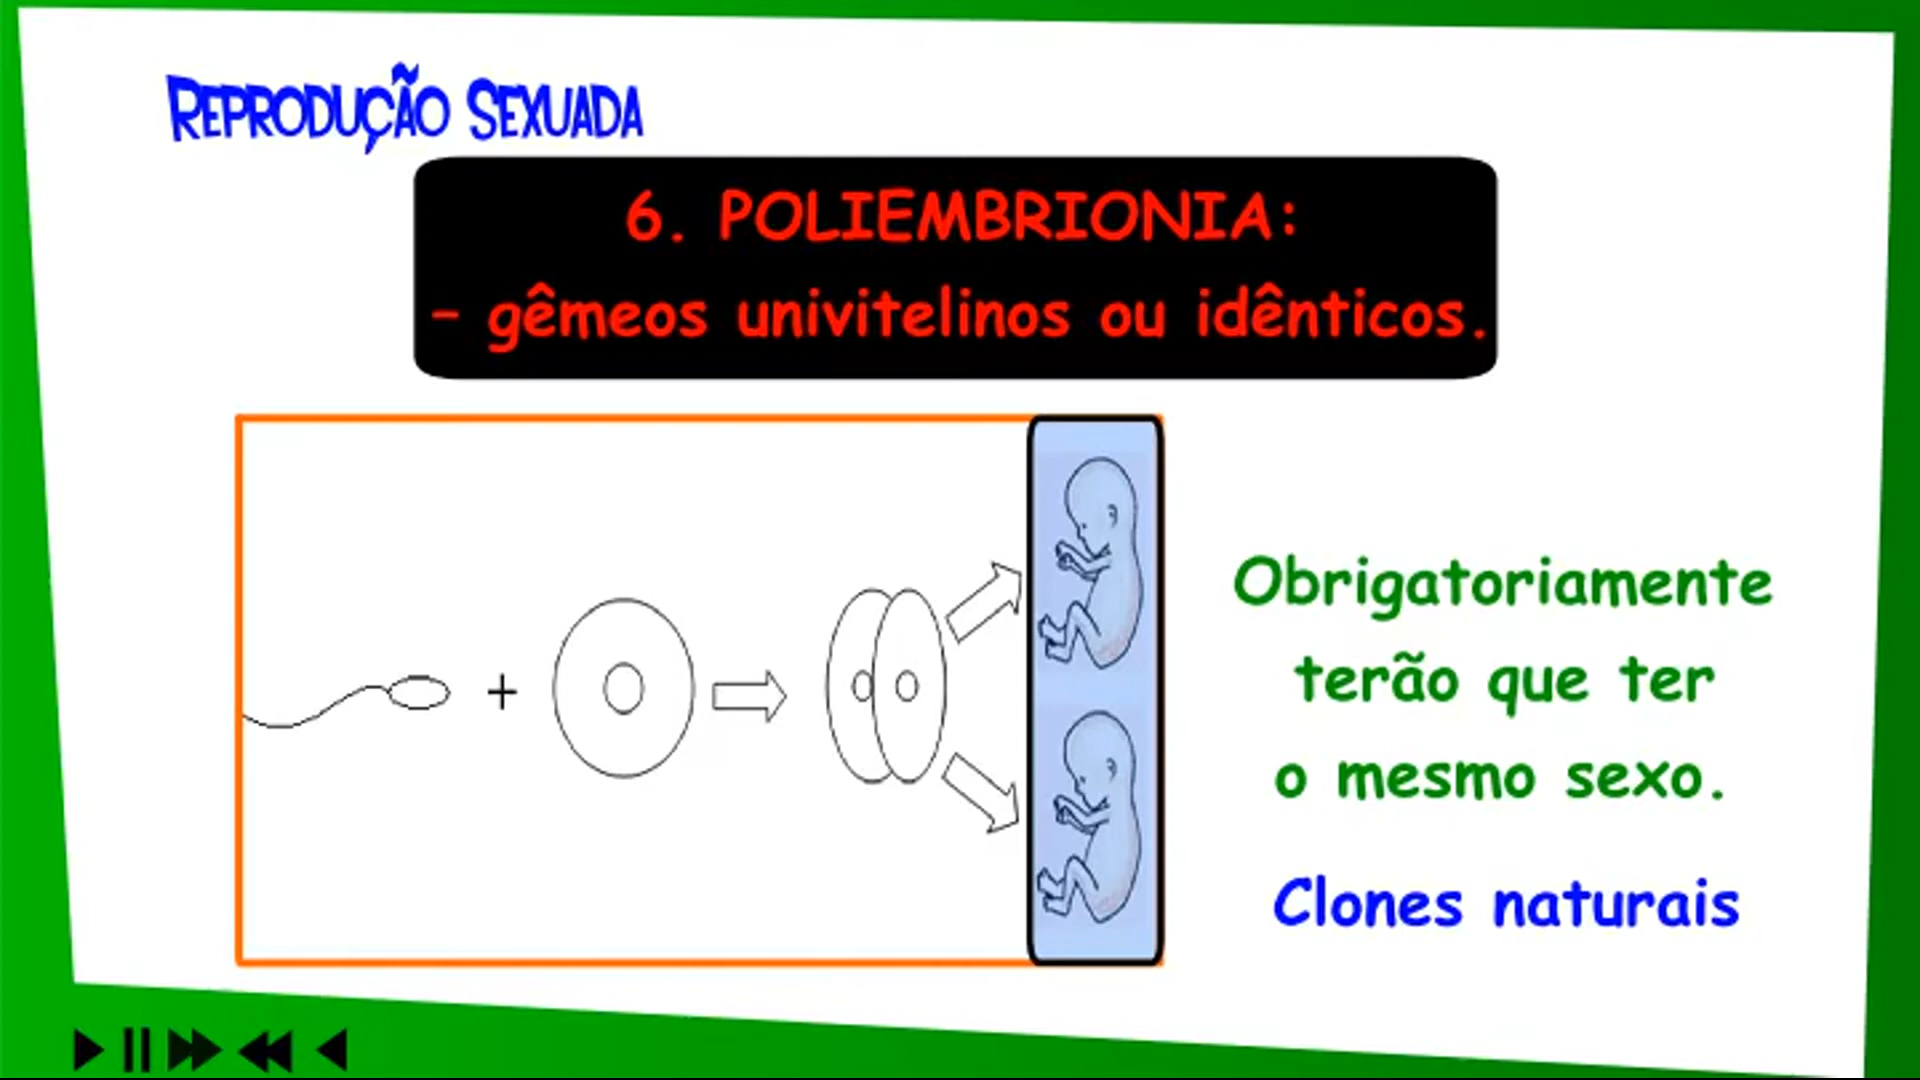 Reprodução Sexuada
6. POLIEMBRIONIA:
- gêmeos univitelinos ou idênticos.
+
Obrigatoriamente
terão que ter
o mesmo sexo.
Clones naturais